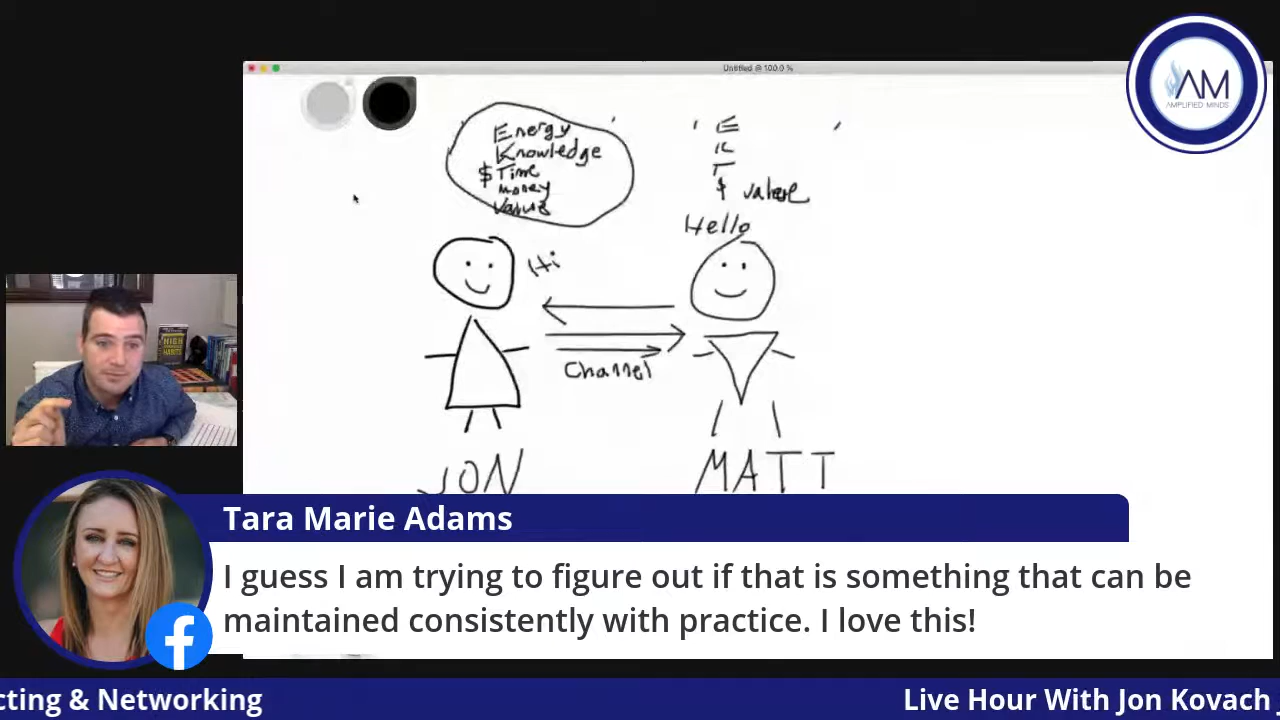 Untitled @ 100.0 %
AM
AMPLIFIED MINDS
Energy
Knowledge
$ Time
Money
Value
E
K
T
$ value
Hello
Hi
Channel
JON
MATT
HIGH
HABITS
Tara Marie Adams
I guess I am trying to figure out if that is something that can be
maintained consistently with practice. I love this!
cting & Networking
Live Hour With Jon Kovach J